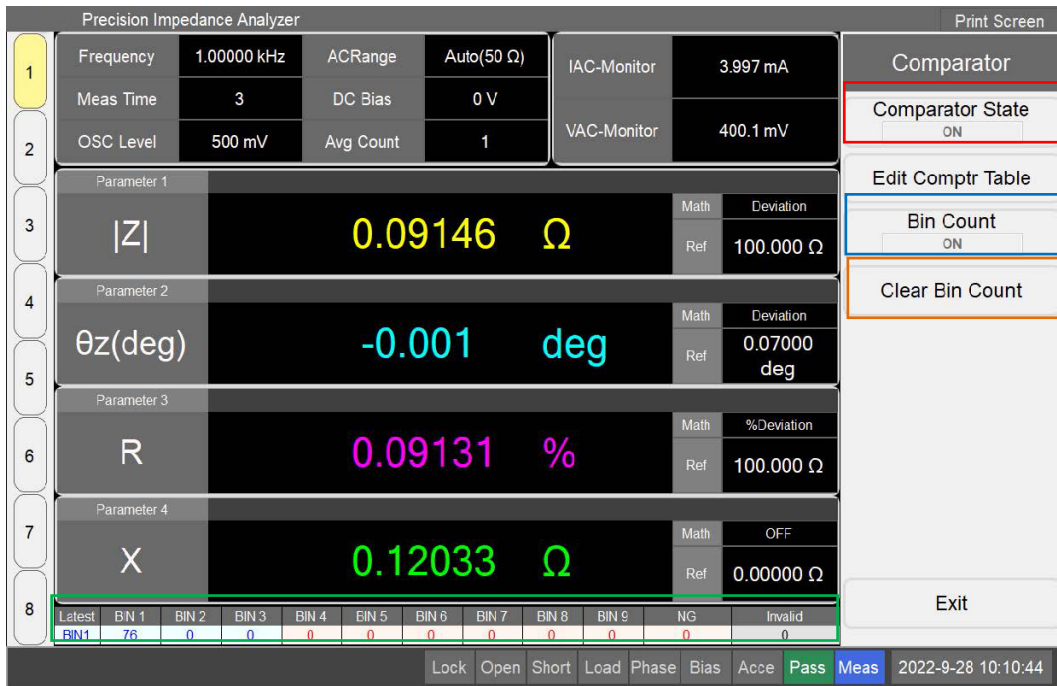 Precision Impedance Analyzer
Print Screen
1
2
3
4
5
6
7
8
Frequency 1.00000 kHz ACRange Auto(50 Ω)
Meas Time 3 DC Bias 0 V
OSC Level 500 mV Avg Count 1
IAC-Monitor 3.997 mA
VAC-Monitor 400.1 mV
Parameter 1
|Z| 0.09146 Ω
Math Deviation
Ref 100.000 Ω
Parameter 2
θz(deg) -0.001 deg
Math Deviation
Ref 0.07000
deg
Parameter 3
R 0.09131 %
Math %Deviation
Ref 100.000 Ω
Parameter 4
X 0.12033 Ω
Math OFF
Ref 0.00000 Ω
Latest BIN 1 BIN 2 BIN 3 BIN 4 BIN 5 BIN 6 BIN 7 BIN 8 BIN 9 NG Invalid
BIN1 76 0 0 0 0 0 0 0 0 0 0
Comparator
Comparator State
ON
Edit Comptr Table
Bin Count
ON
Clear Bin Count
Exit
Lock Open Short Load Phase Bias Acce Pass Meas 2022-9-28 10:10:44